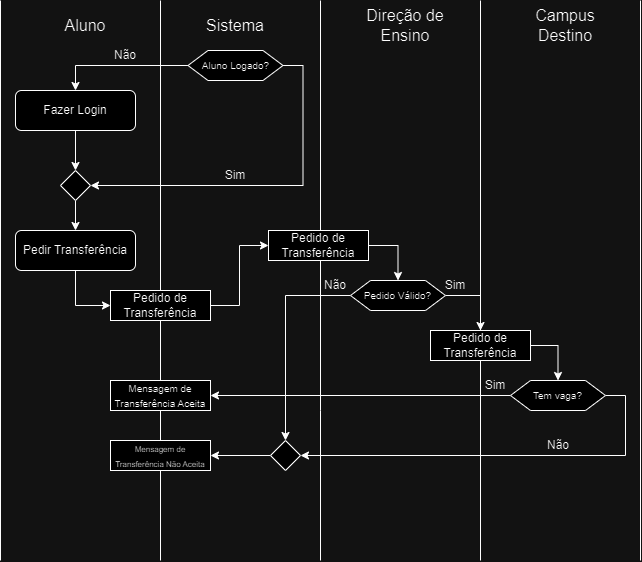 Aluno
Sistema
Direção de
Ensino
Campus
Destino
Não
Aluno Logado?
Fazer Login
Sim
Pedir Transferência
Pedido de
Transferência
Pedido de
Transferência
Não
Pedido Válido?
Sim
Pedido de
Transferência
Mensagem de
Transferência Aceita
Sim
Tem vaga?
Mensagem de
Transferência Não Aceita
Não